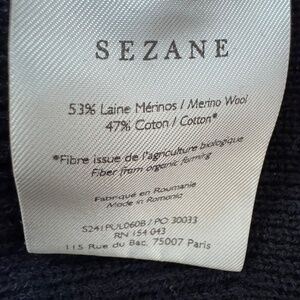 SEZANE
53% Laine Mérinos / Merino Wool
47% Coton / Cotton*
*Fibre issue de l'agriculture biologique
Fiber from organic farming
Fabriqué en Roumanie
Made in Romania
S241PUL060B / PO 30033
RN 154 043
115 Rue du Bac, 75007 Paris